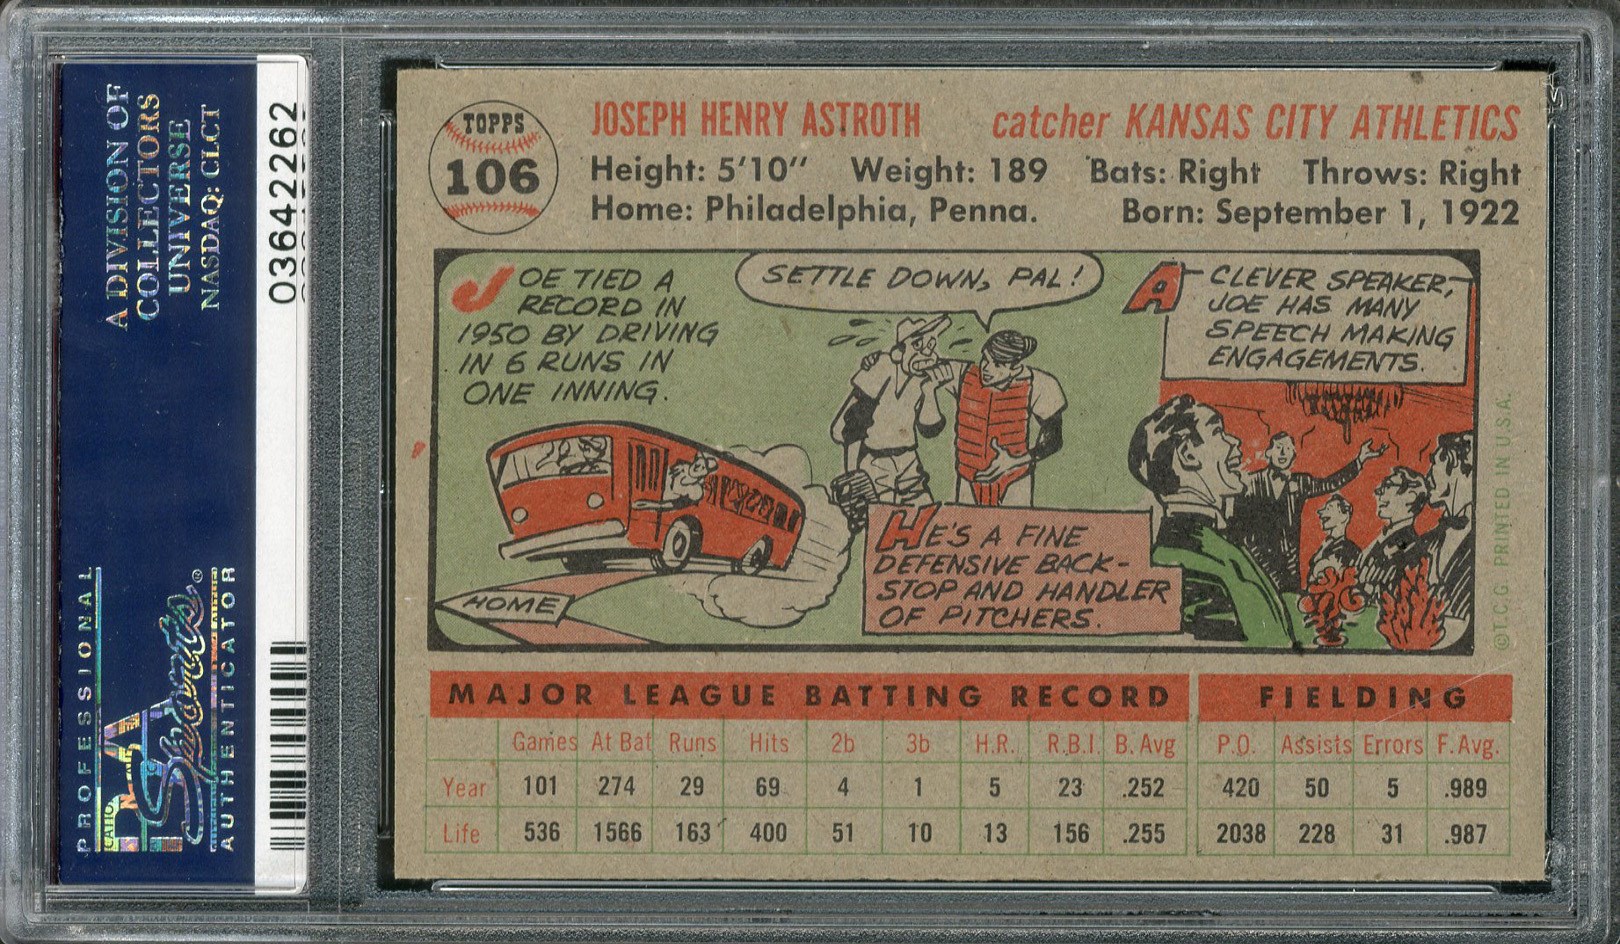 A DIVISION OF
COLLECTORS
UNIVERSE
NASDAQ: CLCT
03642262
PROFESSIONAL
PSA
Sports
®
AUTHENTICATOR
TOPPS
106
JOSEPH HENRY ASTROTH catcher KANSAS CITY ATHLETICS
Height: 5'10" Weight: 189 Bats: Right Throws: Right
Home: Philadelphia, Penna. Born: September 1, 1922
JOE TIED A
RECORD IN
1950 BY DRIVING
IN 6 RUNS IN
ONE INNING.
HOME
SETTLE DOWN, PAL!
HE'S A FINE
DEFENSIVE BACK-
STOP AND HANDLER
OF PITCHERS.
A CLEVER SPEAKER,
JOE HAS MANY
SPEECH MAKING
ENGAGEMENTS.
© T.C.G. PRINTED IN U.S.A.
MAJOR LEAGUE BATTING RECORD FIELDING
Games At Bat Runs Hits 2b 3b H.R. R.B.I. B. Avg P.O. Assists Errors F. Avg.
Year 101 274 29 69 4 1 5 23 .252 420 50 5 .989
Life 536 1566 163 400 51 10 13 156 .255 2038 228 31 .987